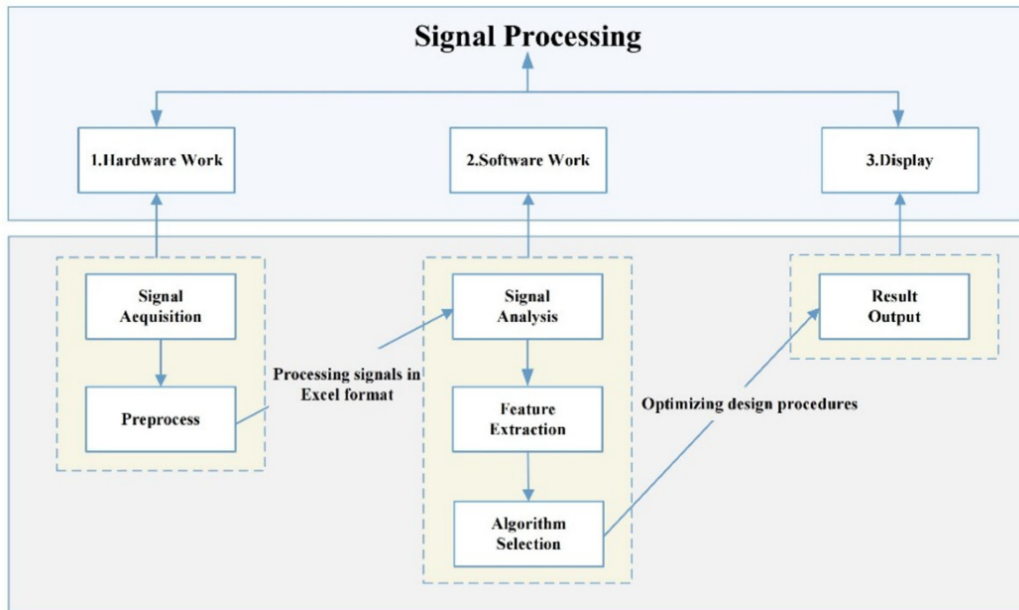 Signal Processing
1.Hardware Work
2.Software Work
3.Display
Signal
Acquisition
Preprocess
Processing signals in
Excel format
Signal
Analysis
Feature
Extraction
Algorithm
Selection
Optimizing design procedures
Result
Output